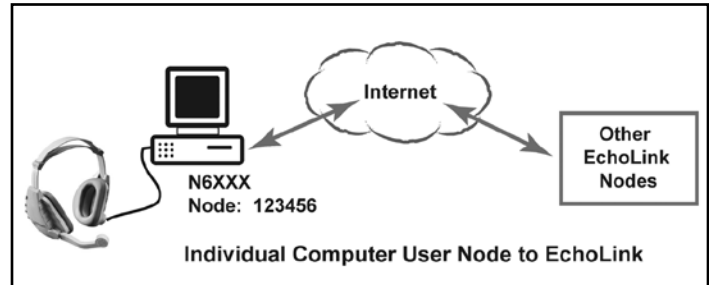 Internet
Other
EchoLink
Nodes
N6XXX
Node: 123456
Individual Computer User Node to EchoLink